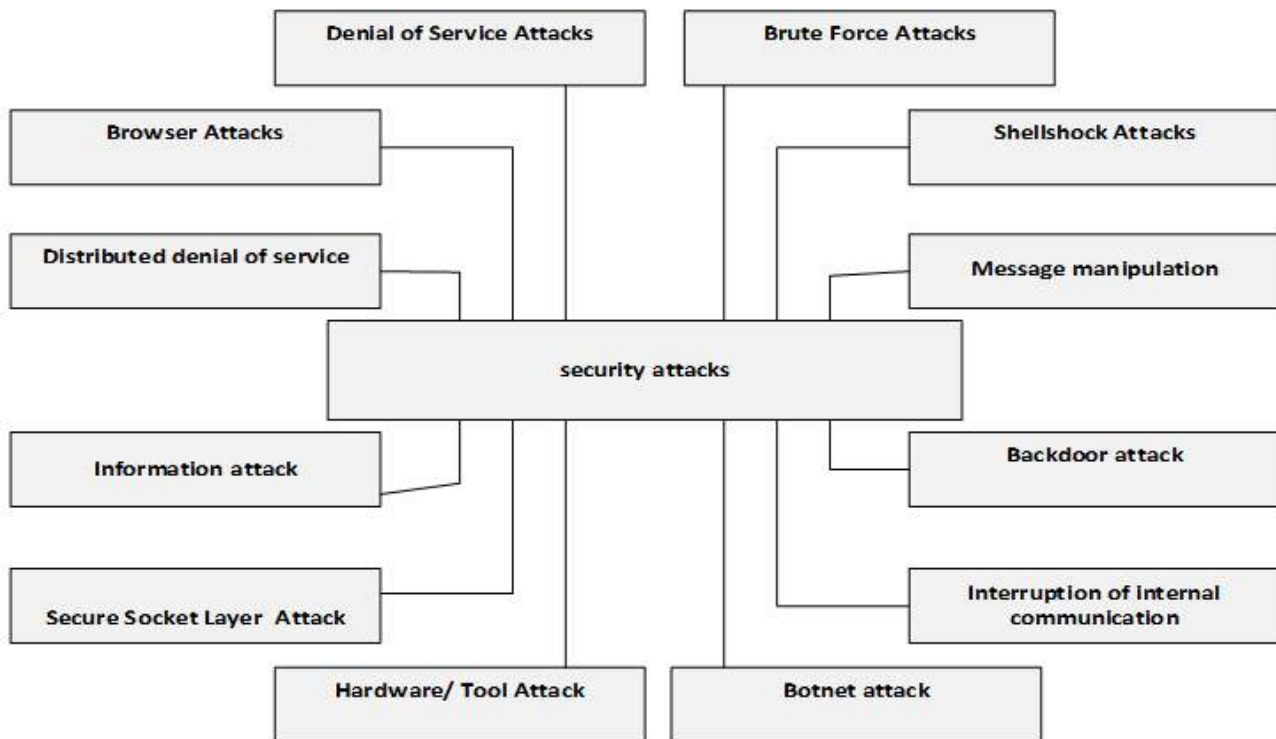 Denial of Service Attacks
Brute Force Attacks
Browser Attacks
Shellshock Attacks
Distributed denial of service
Message manipulation
security attacks
Information attack
Backdoor attack
Secure Socket Layer  Attack
Interruption of internal
communication
Hardware/ Tool Attack
Botnet attack